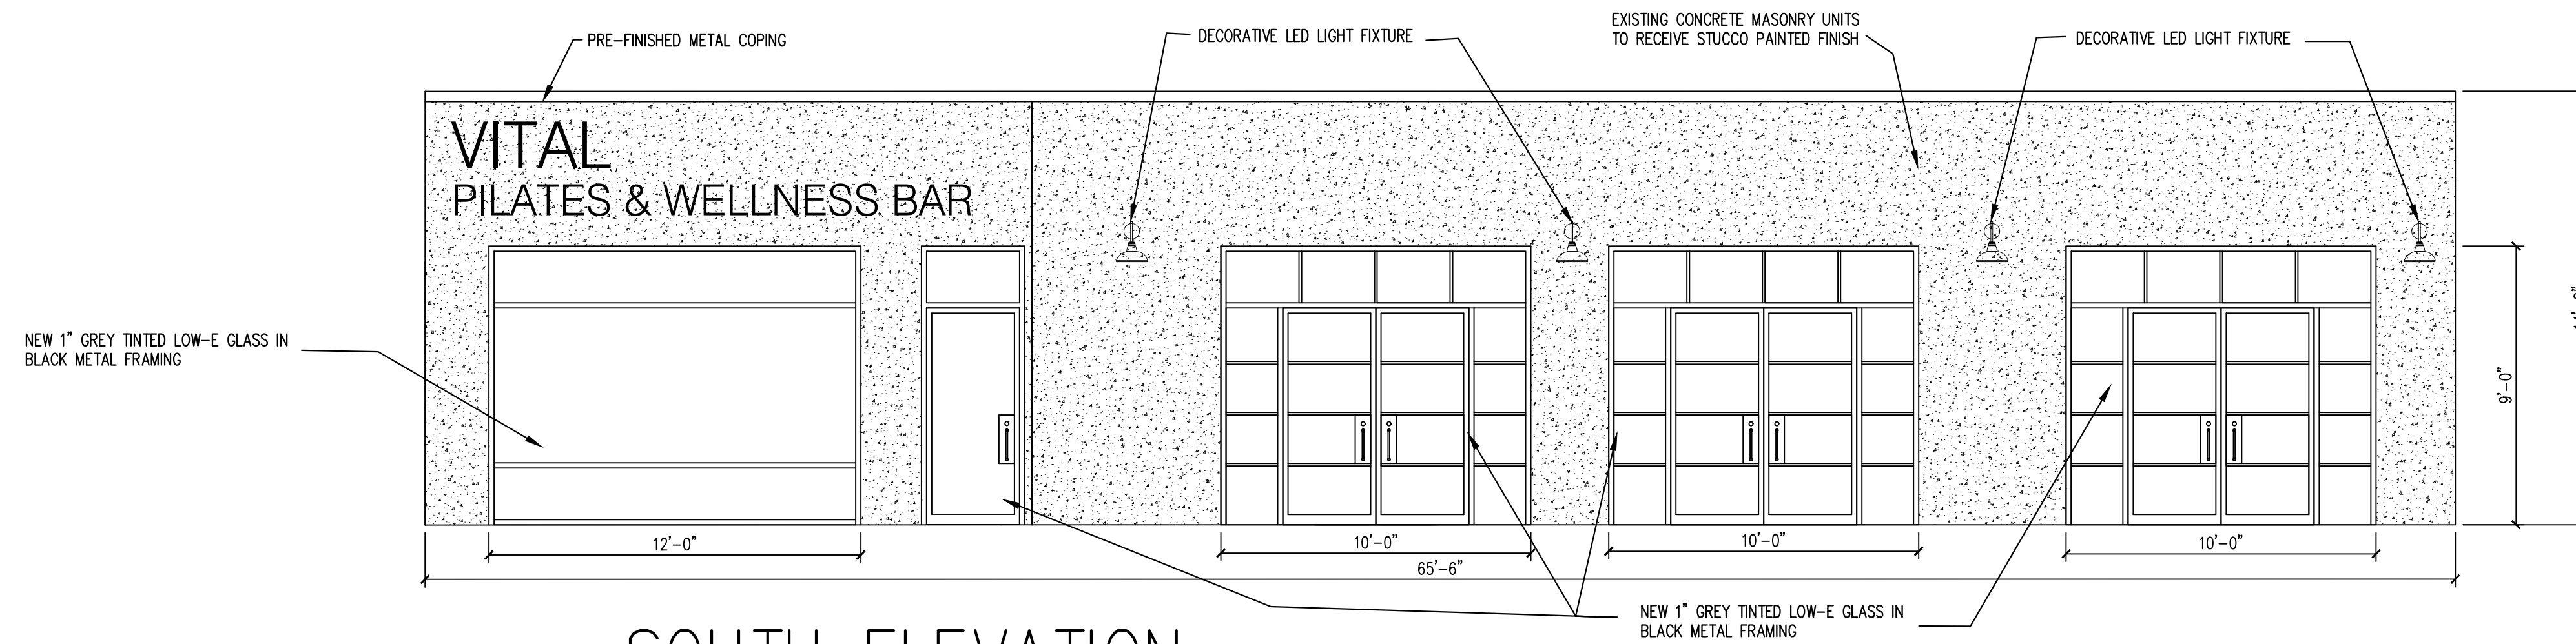 PRE-FINISHED METAL COPING
DECORATIVE LED LIGHT FIXTURE
EXISTING CONCRETE MASONRY UNITS
TO RECEIVE STUCCO PAINTED FINISH
DECORATIVE LED LIGHT FIXTURE
VITAL
PILATES & WELLNESS BAR
NEW 1" GREY TINTED LOW-E GLASS IN
BLACK METAL FRAMING
9'-0"
12'-0"
10'-0"
10'-0"
10'-0"
65'-6"
NEW 1" GREY TINTED LOW-E GLASS IN
BLACK METAL FRAMING
SOUTH ELEVATION